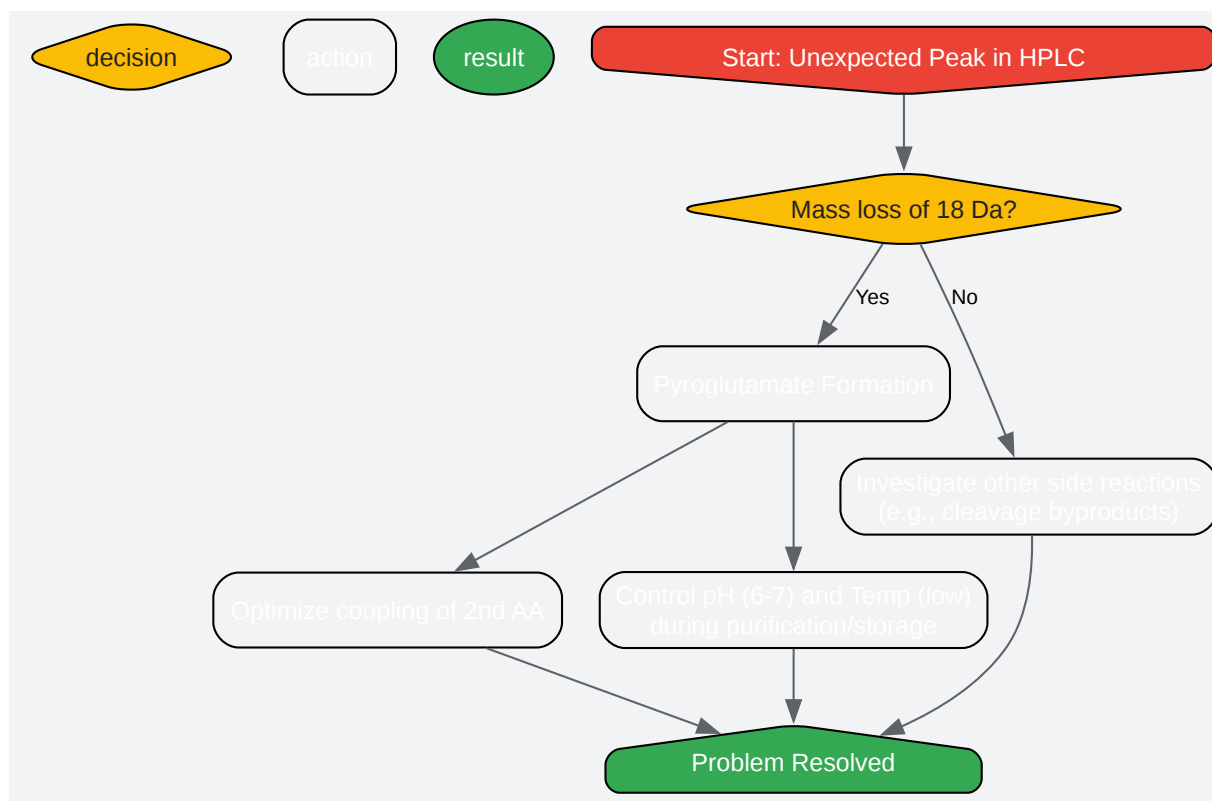 decision
action
result
Start: Unexpected Peak in HPLC
Mass loss of 18 Da?
Yes
No
Pyroglutamate Formation
Investigate other side reactions
(e.g., cleavage byproducts)
Optimize coupling of 2nd AA
Control pH (6-7) and Temp (low)
during purification/storage
Problem Resolved